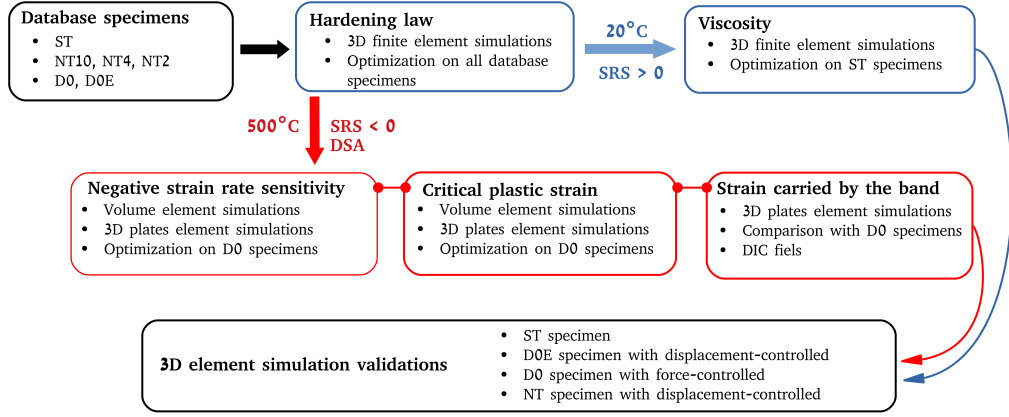 Database specimens
• ST
• NT10, NT4, NT2
• D0, D0E
Hardening law
• 3D finite element simulations
• Optimization on all database
specimens
20°C
SRS > 0
Viscosity
• 3D finite element simulations
• Optimization on ST specimens
500°C
SRS < 0
DSA
Negative strain rate sensitivity
• Volume element simulations
• 3D plates element simulations
• Optimization on D0 specimens
Critical plastic strain
• Volume element simulations
• 3D plates element simulations
• Optimization on D0 specimens
Strain carried by the band
• 3D plates element simulations
• Comparison with D0 specimens
• DIC fiels
3D element simulation validations
• ST specimen
• D0E specimen with displacement-controlled
• D0 specimen with force-controlled
• NT specimen with displacement-controlled